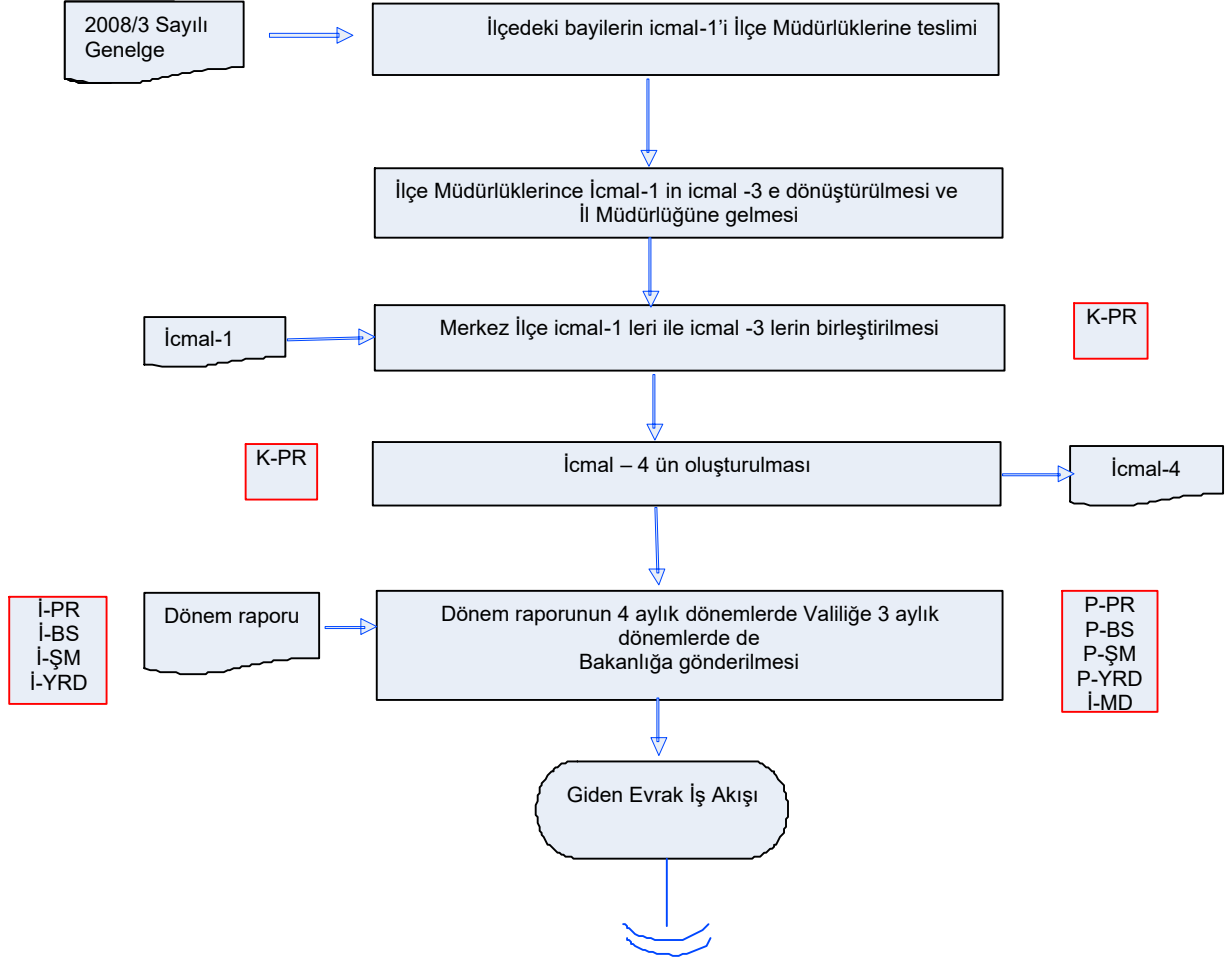 2008/3 Sayılı
Genelge
İlçedeki bayilerin icmal-1’i İlçe Müdürlüklerine teslimi
İlçe Müdürlüklerince İcmal-1 in icmal -3 e dönüştürülmesi ve
İl Müdürlüğüne gelmesi
İcmal-1
Merkez İlçe icmal-1 leri ile icmal -3 lerin birleştirilmesi
K-PR
K-PR
İcmal – 4 ün oluşturulması
İcmal-4
İ-PR
İ-BS
İ-ŞM
İ-YRD
Dönem raporu
Dönem raporunun 4 aylık dönemlerde Valiliğe 3 aylık
dönemlerde de
Bakanlığa gönderilmesi
P-PR
P-BS
P-ŞM
P-YRD
İ-MD
Giden Evrak İş Akışı